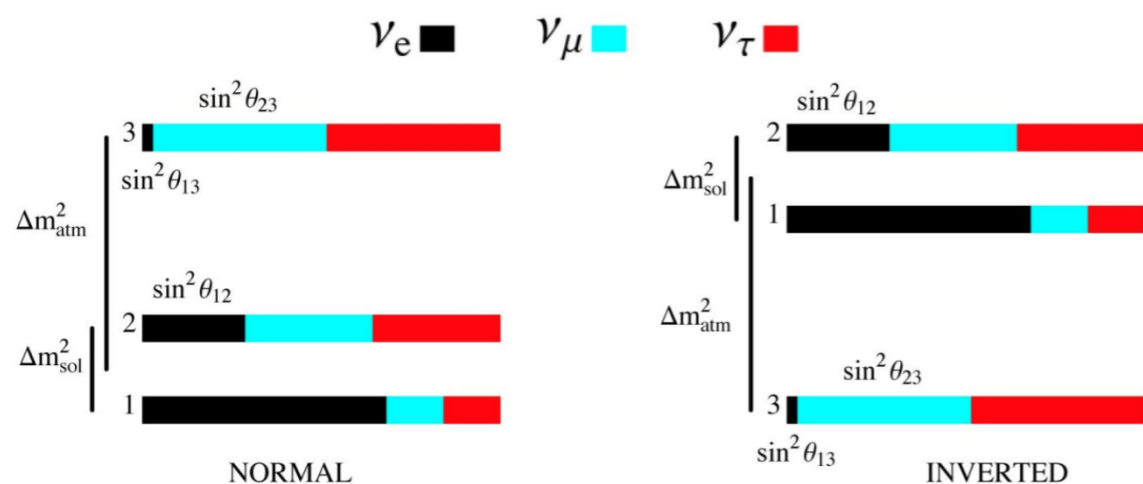 νe νμ ντ
sin²θ₂₃
3
sin²θ₁₃
Δm²atm
sin²θ₁₂
2
Δm²sol
1
NORMAL
sin²θ₁₂
2
Δm²sol
1
Δm²atm
sin²θ₂₃
3
sin²θ₁₃
INVERTED